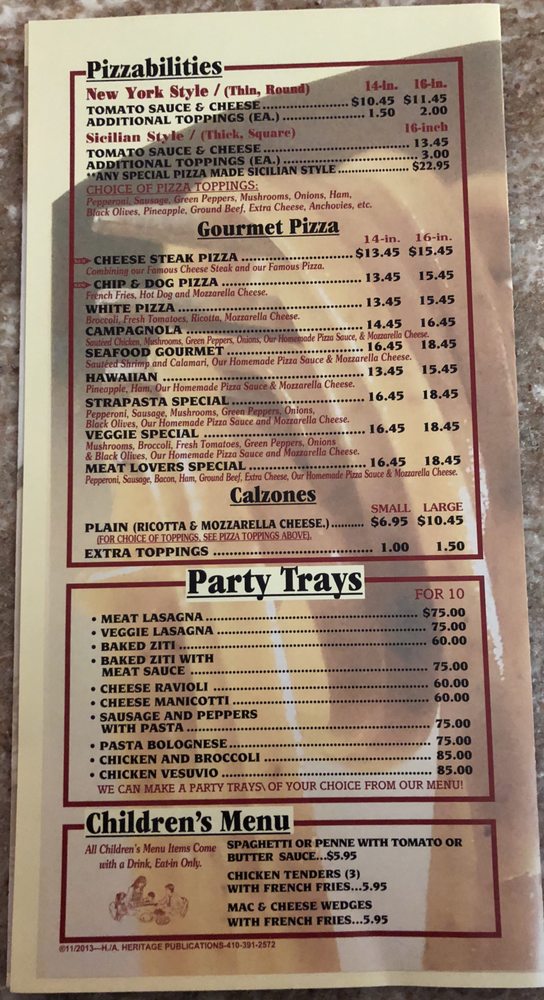 Pizzabilities
New York Style / (Thin, Round) 14-in. 16-in.
TOMATO SAUCE & CHEESE..................... $10.45 $11.45
ADDITIONAL TOPPINGS (EA.) ..................... 1.50 2.00
Sicilian Style / (Thick, Square) 16-inch
TOMATO SAUCE & CHEESE ..................................... 13.45
ADDITIONAL TOPPINGS (EA.) .................................. 3.00
**ANY SPECIAL PIZZA MADE SICILIAN STYLE .................. $22.95
CHOICE OF PIZZA TOPPINGS:
Pepperoni, Sausage, Green Peppers, Mushrooms, Onions, Ham,
Black Olives, Pineapple, Ground Beef, Extra Cheese, Anchovies, etc.
Gourmet Pizza
14-in. 16-in.
CHEESE STEAK PIZZA ........................... $13.45 $15.45
Combining our Famous Cheese Steak and our Famous Pizza.
CHIP & DOG PIZZA ................................ 13.45 15.45
French Fries, Hot Dog and Mozzarella Cheese.
WHITE PIZZA ........................................... 13.45 15.45
Broccoli, Fresh Tomatoes, Ricotta, Mozzarella Cheese.
CAMPAGNOLA .......................................... 14.45 16.45
Sautéed Chicken, Mushrooms, Green Peppers, Onions, Our Homemade Pizza Sauce, & Mozzarella Cheese.
SEAFOOD GOURMET ................................ 16.45 18.45
Sautéed Shrimp and Calamari, Our Homemade Pizza Sauce & Mozzarella Cheese.
HAWAIIAN ................................................ 13.45 15.45
Pineapple, Ham, Our Homemade Pizza Sauce & Mozzarella Cheese.
STRAPASTA SPECIAL ............................... 16.45 18.45
Pepperoni, Sausage, Mushrooms, Green Peppers, Onions,
Black Olives, Our Homemade Pizza Sauce and Mozzarella Cheese.
VEGGIE SPECIAL ...................................... 16.45 18.45
Mushrooms, Broccoli, Fresh Tomatoes, Green Peppers, Onions
& Black Olives, Our Homemade Pizza Sauce and Mozzarella Cheese.
MEAT LOVERS SPECIAL ........................... 16.45 18.45
Pepperoni, Sausage, Bacon, Ham, Ground Beef, Extra Cheese, Our Homemade Pizza Sauce & Mozzarella Cheese.
Calzones
SMALL LARGE
PLAIN (RICOTTA & MOZZARELLA CHEESE.) .......... $6.95 $10.45
(FOR CHOICE OF TOPPINGS, SEE PIZZA TOPPINGS ABOVE).
EXTRA TOPPINGS ........................................ 1.00 1.50
Party Trays
FOR 10
• MEAT LASAGNA ................................................ $75.00
• VEGGIE LASAGNA ............................................... 75.00
• BAKED ZITI ........................................................ 60.00
• BAKED ZITI WITH
MEAT SAUCE ...................................................... 75.00
• CHEESE RAVIOLI ................................................ 60.00
• CHEESE MANICOTTI ............................................ 60.00
• SAUSAGE AND PEPPERS
WITH PASTA ....................................................... 75.00
• PASTA BOLOGNESE ............................................. 75.00
• CHICKEN AND BROCCOLI ..................................... 85.00
• CHICKEN VESUVIO .............................................. 85.00
WE CAN MAKE A PARTY TRAYS\ OF YOUR CHOICE FROM OUR MENU!
Children's Menu
All Children's Menu Items Come
with a Drink, Eat-in Only.
SPAGHETTI OR PENNE WITH TOMATO OR
BUTTER SAUCE...$5.95
CHICKEN TENDERS (3)
WITH FRENCH FRIES...5.95
MAC & CHEESE WEDGES
WITH FRENCH FRIES...5.95
©11/2013—H./A. HERITAGE PUBLICATIONS-410-391-2572